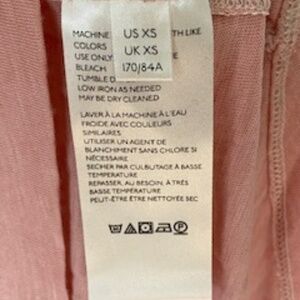 MACHINE
TH LIKE
COLORS
USE ONLY
BLEACH
TUMBLE D
LOW IRON AS NEEDED
MAY BE DRY CLEANED
US XS
UK XS
170/84A
LAVER À LA MACHINE À L'EAU
FROIDE AVEC COULEURS
SIMILAIRES
UTILISER UN AGENT DE
BLANCHIMENT SANS CHLORE SI
NÉCESSAIRE
SÉCHER PAR CULBUTAGE À BASSE
TEMPÉRATURE
REPASSER, AU BESOIN, À TRÈS
BASSE TEMPÉRATURE
PEUT-ÊTRE ÊTRE NETTOYÉE SEC